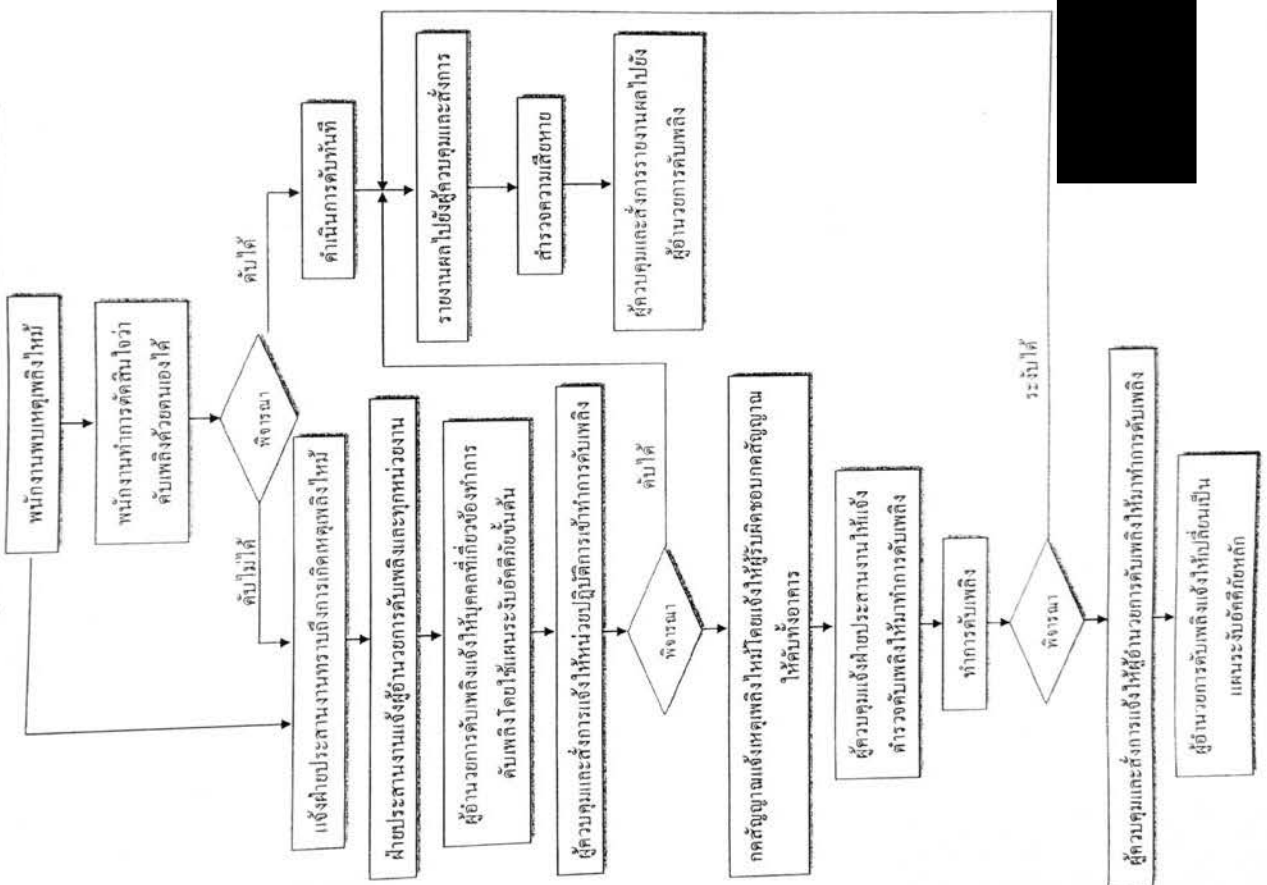 พนักงานพบเหตุเพลิงไหม้
พนักงานทำการตัดสินใจว่า
ดับเพลิงด้วยตนเองได้
พิจารณา
ดับไม่ได้
ดับได้
ดำเนินการดับทันที
รายงานผลไปยังผู้ควบคุมและสั่งการ
สำรวจความเสียหาย
ผู้ควบคุมและสั่งการรายงานผลไปยัง
ผู้อำนวยการดับเพลิง
แจ้งฝ่ายประสานงานทราบถึงการเกิดเหตุเพลิงไหม้
ฝ่ายประสานงานแจ้งผู้อำนวยการดับเพลิงและทุกหน่วยงาน
ผู้อำนวยการดับเพลิงแจ้งให้บุคคลที่เกี่ยวข้องทำการ
ดับเพลิงโดยใช้แผนระงับอัคคีภัยขั้นต้น
ผู้ควบคุมและสั่งการแจ้งให้หน่วยปฏิบัติการเข้าทำการดับเพลิง
พิจารณา
ดับได้
กดสัญญาณแจ้งเหตุเพลิงไหม้โดยแจ้งให้ผู้รับผิดชอบกดสัญญาณ
ให้ดับทั้งอาคาร
ผู้ควบคุมแจ้งฝ่ายประสานงานให้แจ้ง
ตำรวจดับเพลิงให้มาทำการดับเพลิง
ทำการดับเพลิง
พิจารณา
ระงับได้
ผู้ควบคุมและสั่งการแจ้งให้ผู้อำนวยการดับเพลิงให้มาทำการดับเพลิง
ผู้อำนวยการดับเพลิงแจ้งให้เปลี่ยนเป็น
แผนระงับอัคคีภัยหลัก